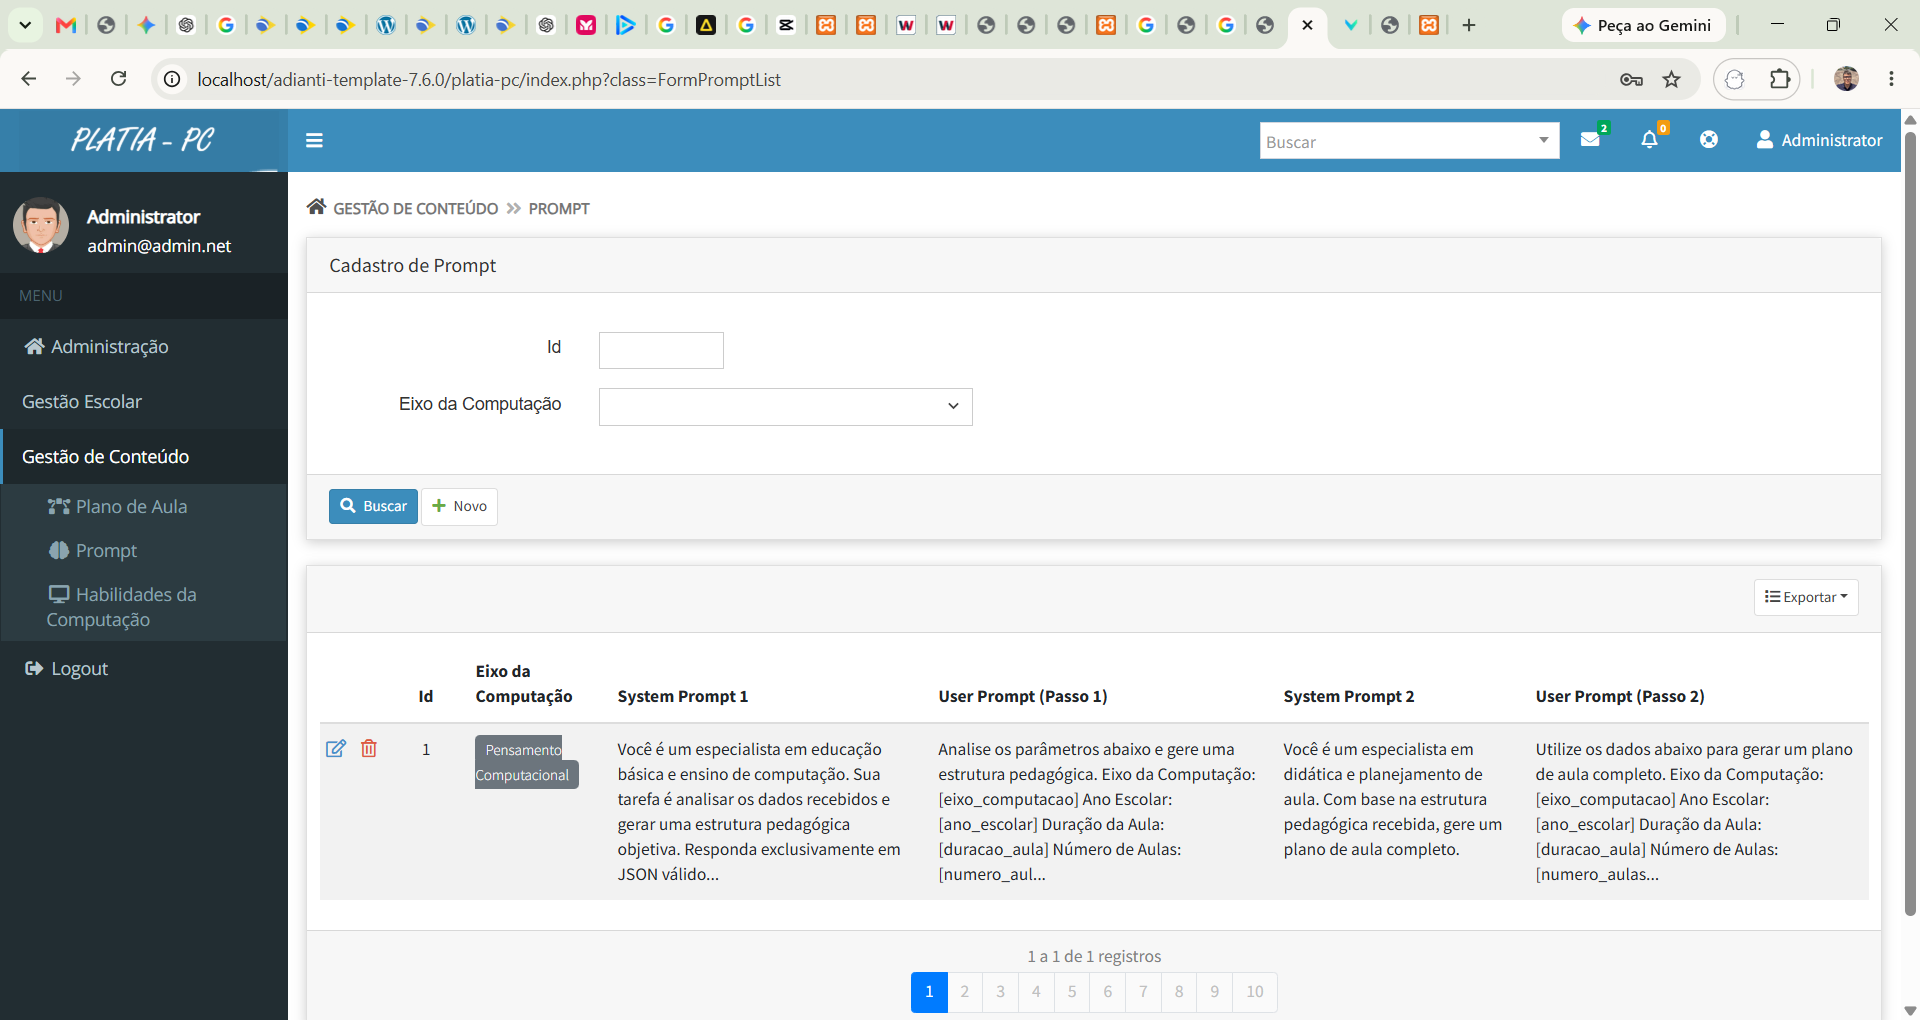 Peça ao Gemini
localhost/adianti-template-7.6.0/platia-pc/index.php?class=FormPromptList
PLATIA - PC
Buscar
2
0
Administrator
Administrator
admin@admin.net
MENU
Administração
Gestão Escolar
Gestão de Conteúdo
Plano de Aula
Prompt
Habilidades da
Computação
Logout
GESTÃO DE CONTEÚDO » PROMPT
Cadastro de Prompt
Id
Eixo da Computação
Buscar
Novo
Exportar
Id
Eixo da
Computação
System Prompt 1
User Prompt (Passo 1)
System Prompt 2
User Prompt (Passo 2)
1
Pensamento
Computacional
Você é um especialista em educação
básica e ensino de computação. Sua
tarefa é analisar os dados recebidos e
gerar uma estrutura pedagógica
objetiva. Responda exclusivamente em
JSON válido...
Analise os parâmetros abaixo e gere uma
estrutura pedagógica. Eixo da Computação:
[eixo_computacao] Ano Escolar:
[ano_escolar] Duração da Aula:
[duracao_aula] Número de Aulas:
[numero_aul...
Você é um especialista em
didática e planejamento de
aula. Com base na estrutura
pedagógica recebida, gere um
plano de aula completo.
Utilize os dados abaixo para gerar um plano
de aula completo. Eixo da Computação:
[eixo_computacao] Ano Escolar:
[ano_escolar] Duração da Aula:
[duracao_aula] Número de Aulas:
[numero_aulas...
1 a 1 de 1 registros
1 2 3 4 5 6 7 8 9 10